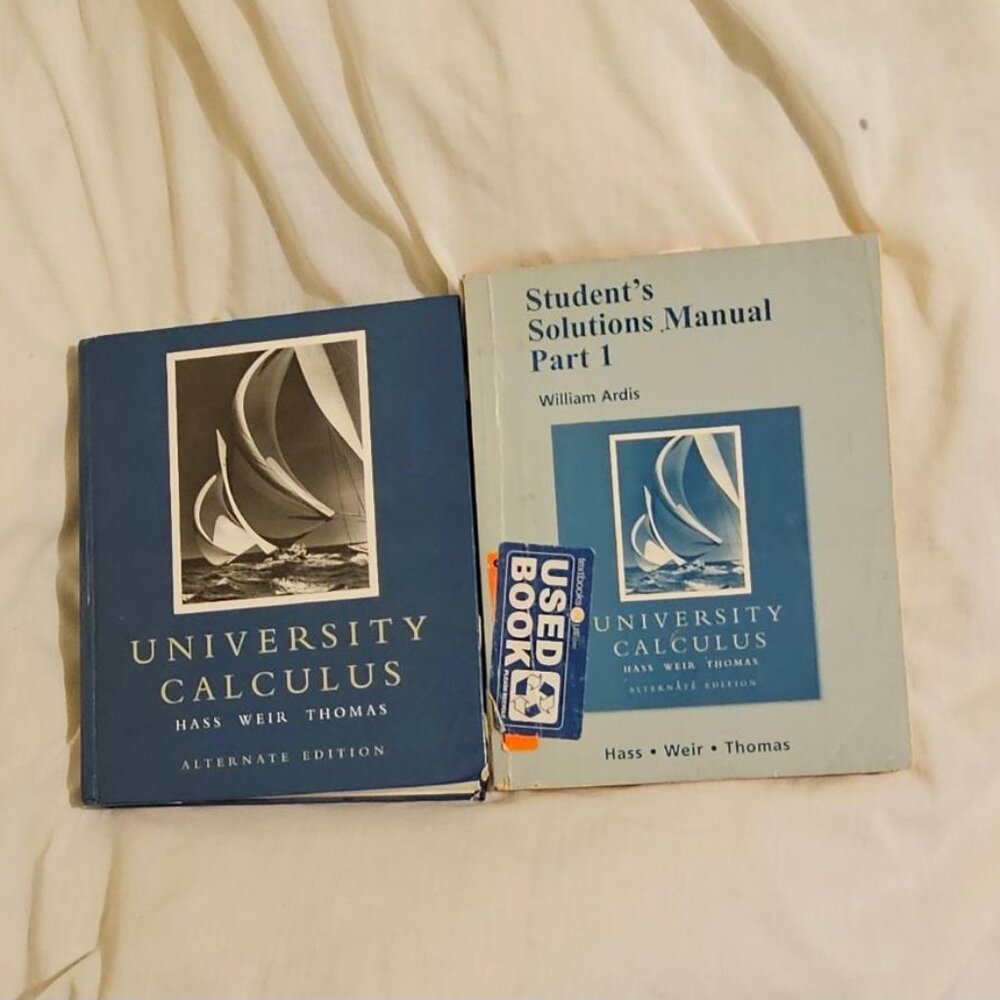 UNIVERSITY
CALCULUS
HASS WEIR THOMAS
ALTERNATE EDITION
Student's
Solutions Manual
Part 1
William Ardis
UNIVERSITY
CALCULUS
HASS WEIR THOMAS
ALTERNATE EDITION
textbooks
USED
BOOK
Hass • Weir • Thomas